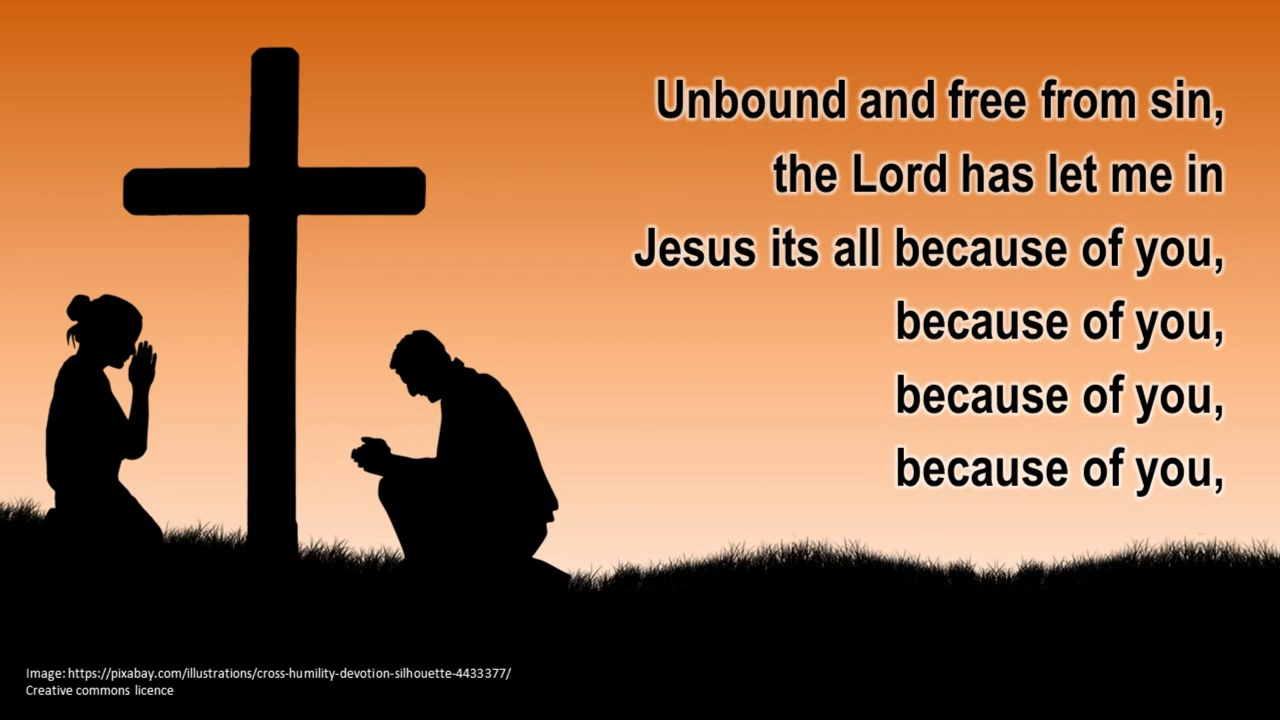 Unbound and free from sin,
the Lord has let me in
Jesus its all because of you,
because of you,
because of you,
because of you,
Image: https://pixabay.com/illustrations/cross-humility-devotion-silhouette-4433377/
Creative commons licence